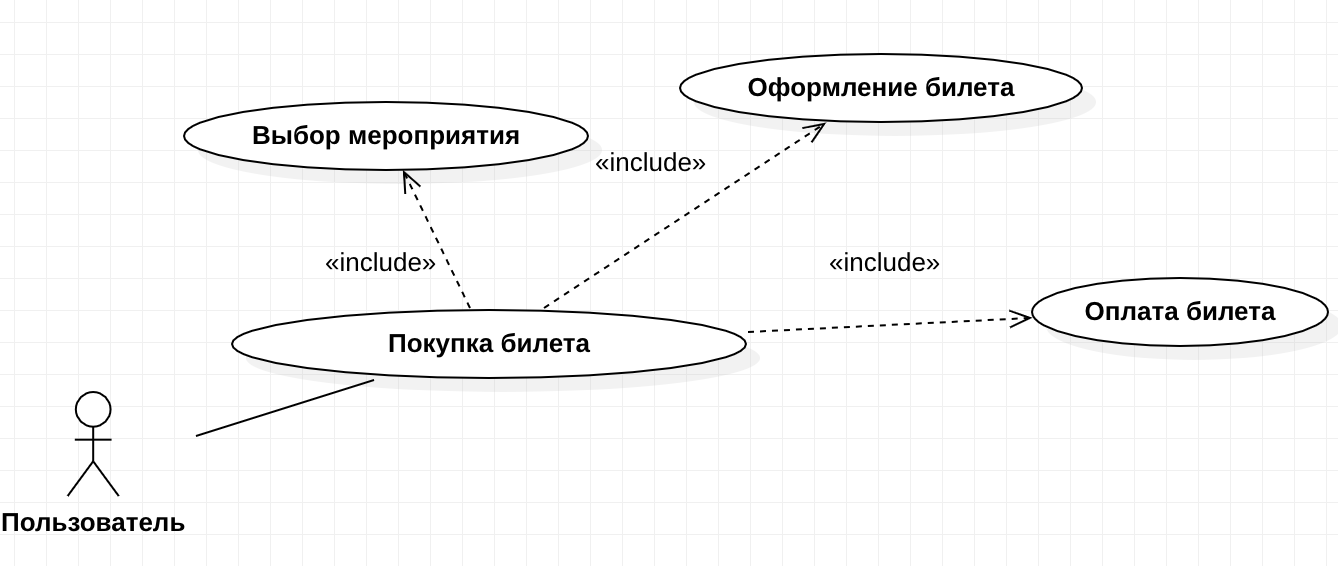 Оформление билета
Выбор мероприятия
«include»
«include»
«include»
Оплата билета
Покупка билета
Пользователь